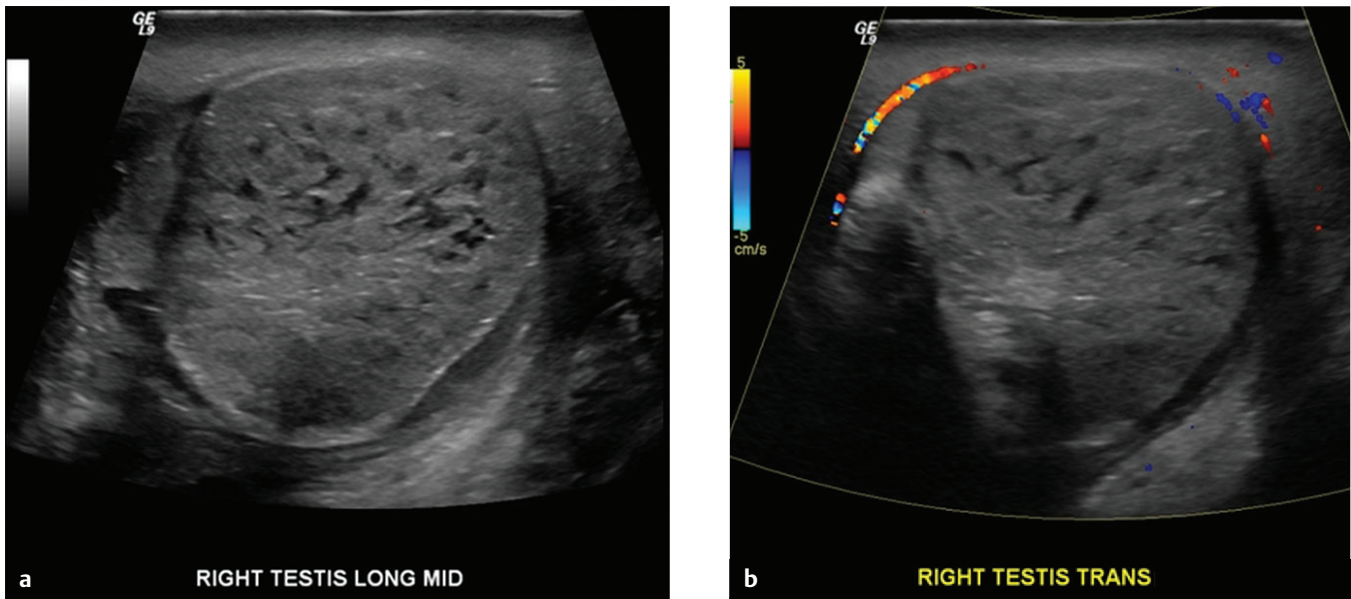 GE
L9
RIGHT TESTIS LONG MID
a
GE
L9
5
-5
cm/s
RIGHT TESTIS TRANS
b